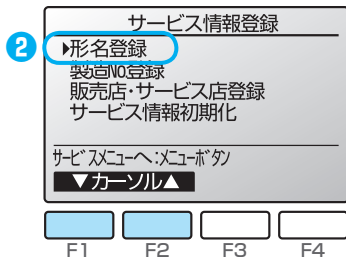 サービス情報登録
2
▶形名登録
製造No登録
販売店・サービス店登録
サービス情報初期化
ｻｰﾋﾞｽﾒﾆｭｰへ:ﾒﾆｭｰﾎﾞﾀﾝ
▼カーソル▲
F1 F2 F3 F4